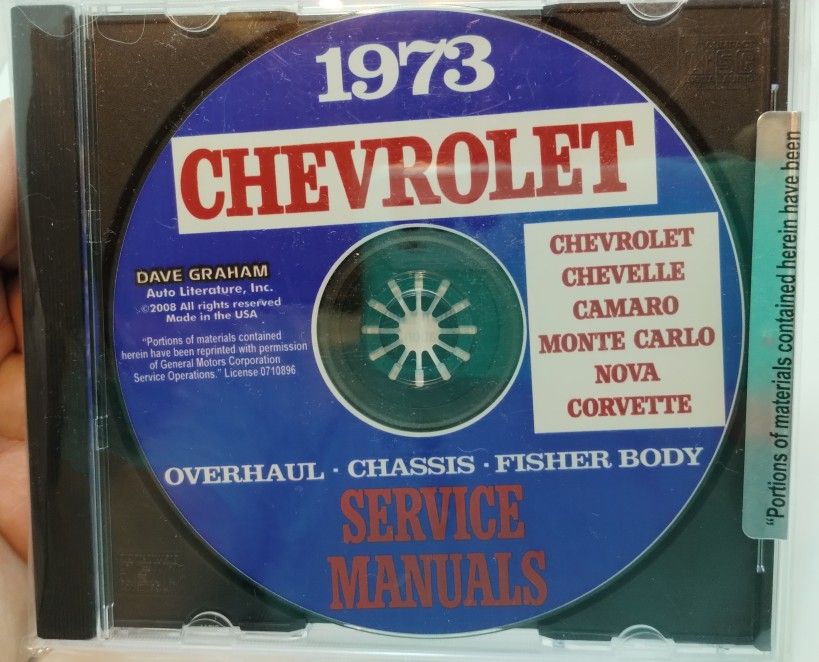 1973
CHEVROLET
CHEVROLET
CHEVELLE
CAMARO
MONTE CARLO
NOVA
CORVETTE
DAVE GRAHAM
Auto Literature, Inc.
©2008 All rights reserved
Made in the USA
"Portions of materials contained
herein have been reprinted with permission
of General Motors Corporation
Service Operations." License 0710896
OVERHAUL · CHASSIS · FISHER BODY
SERVICE
MANUALS
"Portions of materials contained herein have been